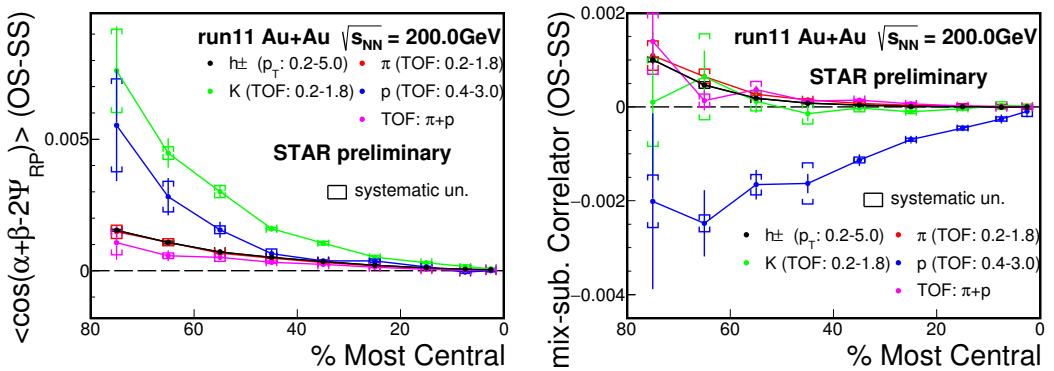 run11 Au+Au √sNN = 200.0GeV
h± (pT: 0.2-5.0) π (TOF: 0.2-1.8)
K (TOF: 0.2-1.8) p (TOF: 0.4-3.0)
TOF: π+p
0.005
STAR preliminary
systematic un.
0
80 60 40 20 0
% Most Central
<cos(α+β-2ΨRP)> (OS-SS)
0.002
run11 Au+Au √sNN = 200.0GeV
STAR preliminary
0
−0.002
systematic un.
h± (pT: 0.2-5.0) π (TOF: 0.2-1.8)
K (TOF: 0.2-1.8) p (TOF: 0.4-3.0)
−0.004
TOF: π+p
80 60 40 20 0
% Most Central
mix-sub. Correlator (OS-SS)